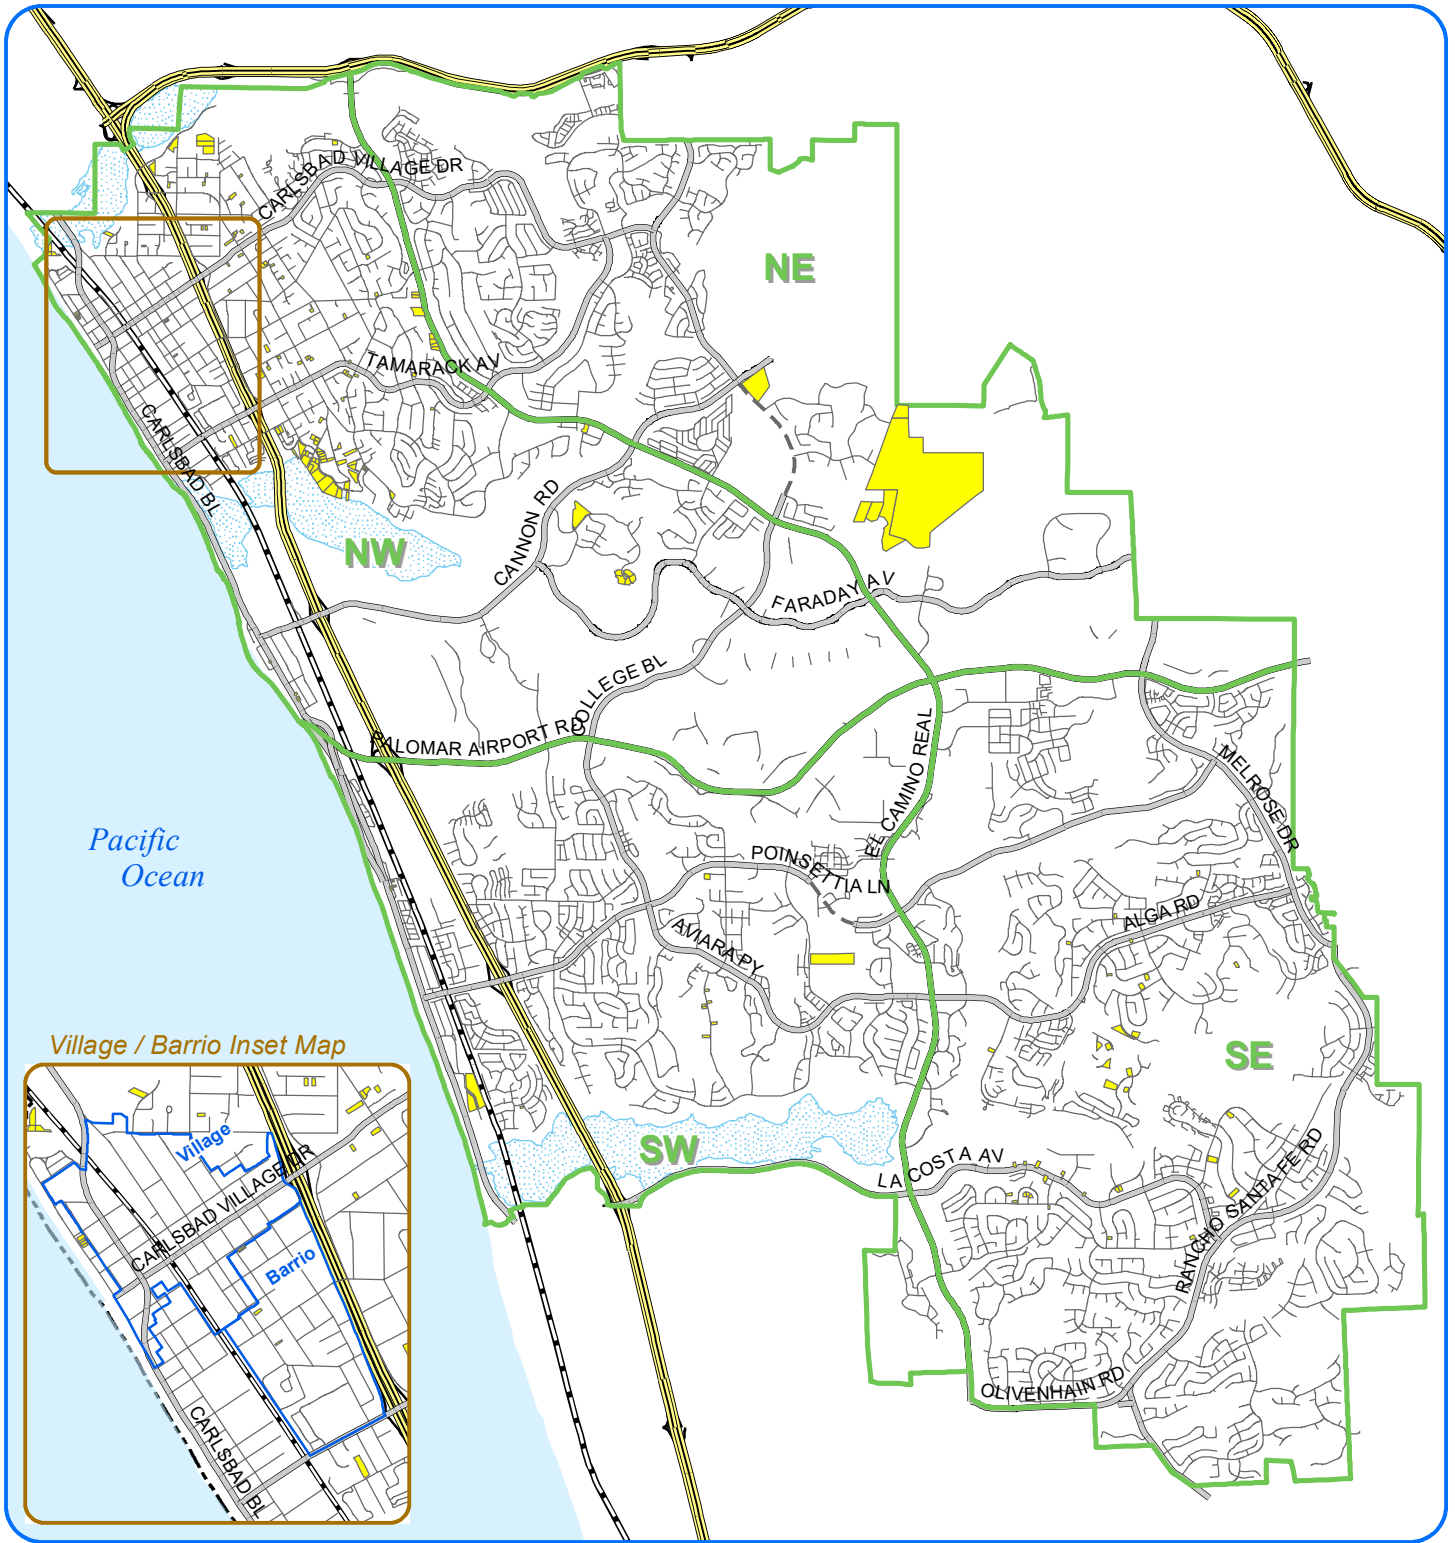 CARLSBAD VILLAGE DR
NE
TAMARACK AV
CARLSBAD BL
CANNON RD
NW
FARADAY AV
COLLEGE BL
PALOMAR AIRPORT RD
EL CAMINO REAL
MELROSE DR
Pacific
Ocean
POINSETTIA LN
ALGA RD
AVIARA PY
Village / Barrio Inset Map
SE
SW
LA COSTA AV
RANCHO SANTA FE RD
OLIVENHAIN RD
Village
CARLSBAD VILLAGE DR
Barrio
CARLSBAD BL